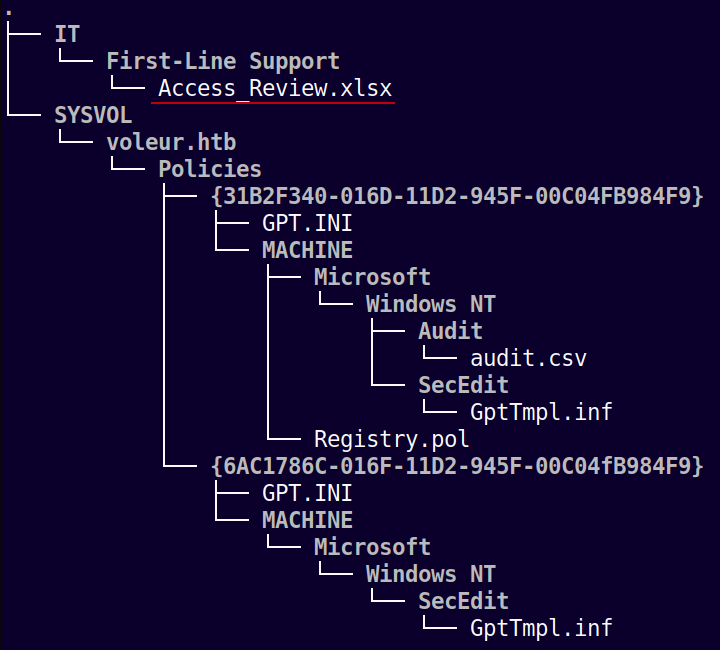 .
IT
First-Line Support
Access_Review.xlsx
SYSVOL
voleur.htb
Policies
{31B2F340-016D-11D2-945F-00C04FB984F9}
GPT.INI
MACHINE
Microsoft
Windows NT
Audit
audit.csv
SecEdit
GptTmpl.inf
Registry.pol
{6AC1786C-016F-11D2-945F-00C04fB984F9}
GPT.INI
MACHINE
Microsoft
Windows NT
SecEdit
GptTmpl.inf